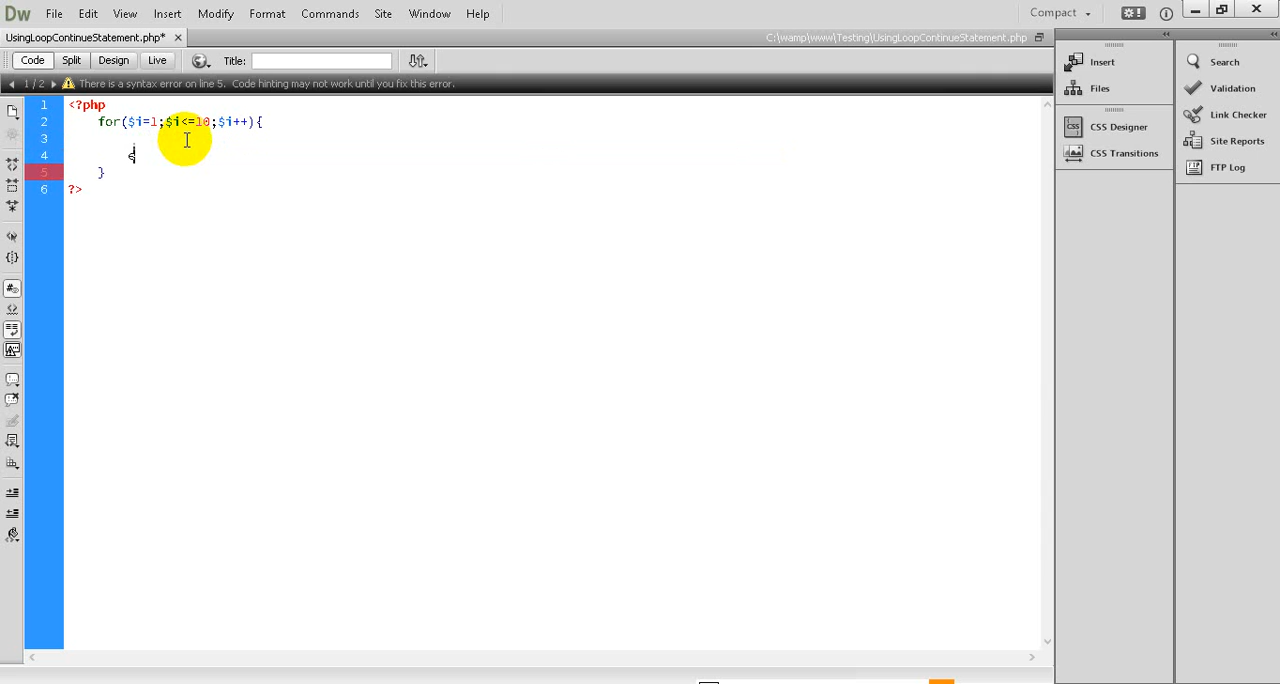 Dw File Edit View Insert Modify Format Commands Site Window Help Compact
UsingLoopContinueStatement.php* C:\wamp\www\Testing\UsingLoopContinueStatement.php
Code Split Design Live Title:
1 / 2 There is a syntax error on line 5. Code hinting may not work until you fix this error.
1 <?php
2 for($i=1;$i<=10;$i++){
3
4 e
5 }
6 ?>
Insert
Files
CSS Designer
CSS Transitions
Search
Validation
Link Checker
Site Reports
FTP Log